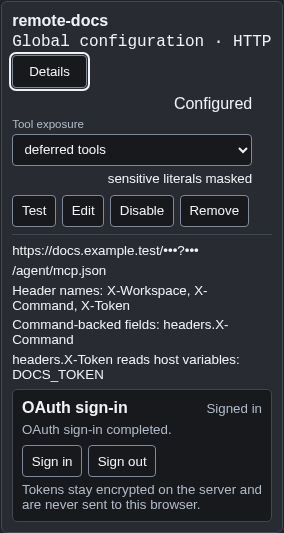 remote-docs
Global configuration · HTTP
Details
Configured
Tool exposure
deferred tools
sensitive literals masked
Test Edit Disable Remove
https://docs.example.test/•••?•••
/agent/mcp.json
Header names: X-Workspace, X-
Command, X-Token
Command-backed fields: headers.X-
Command
headers.X-Token reads host variables:
DOCS_TOKEN
OAuth sign-in Signed in
OAuth sign-in completed.
Sign in Sign out
Tokens stay encrypted on the server and
are never sent to this browser.